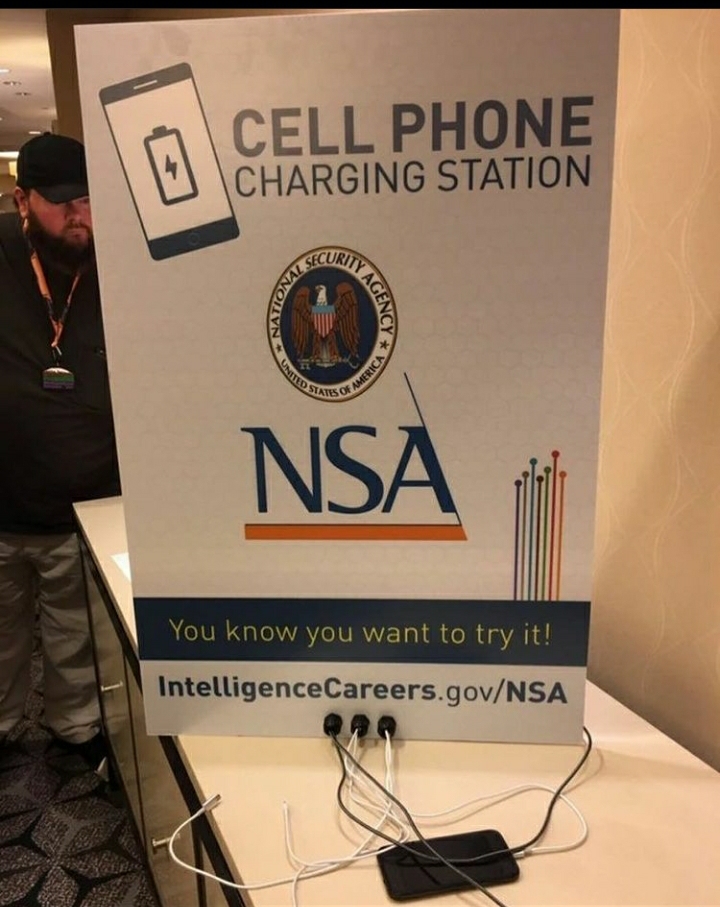 CELL PHONE
CHARGING STATION
NATIONAL SECURITY AGENCY
UNITED STATES OF AMERICA
NSA
You know you want to try it!
IntelligenceCareers.gov/NSA